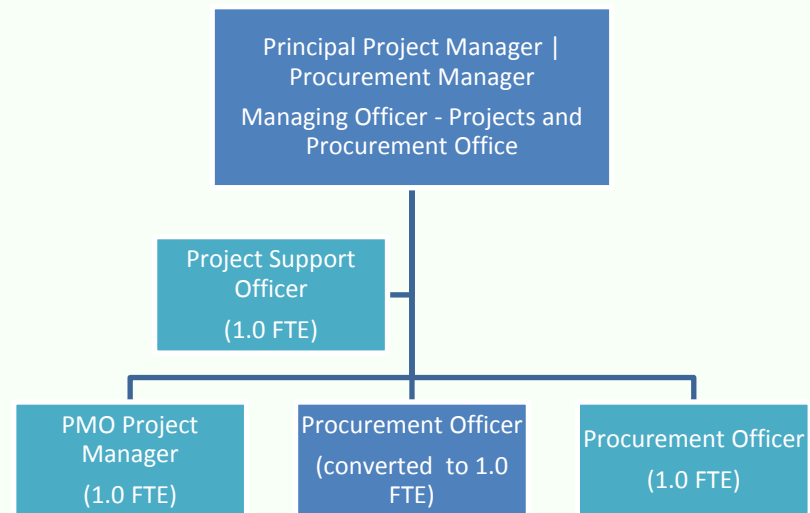 Principal Project Manager |
Procurement Manager
Managing Officer - Projects and
Procurement Office
Project Support
Officer
(1.0 FTE)
PMO Project
Manager
(1.0 FTE)
Procurement Officer
(converted  to 1.0
FTE)
Procurement Officer
(1.0 FTE)